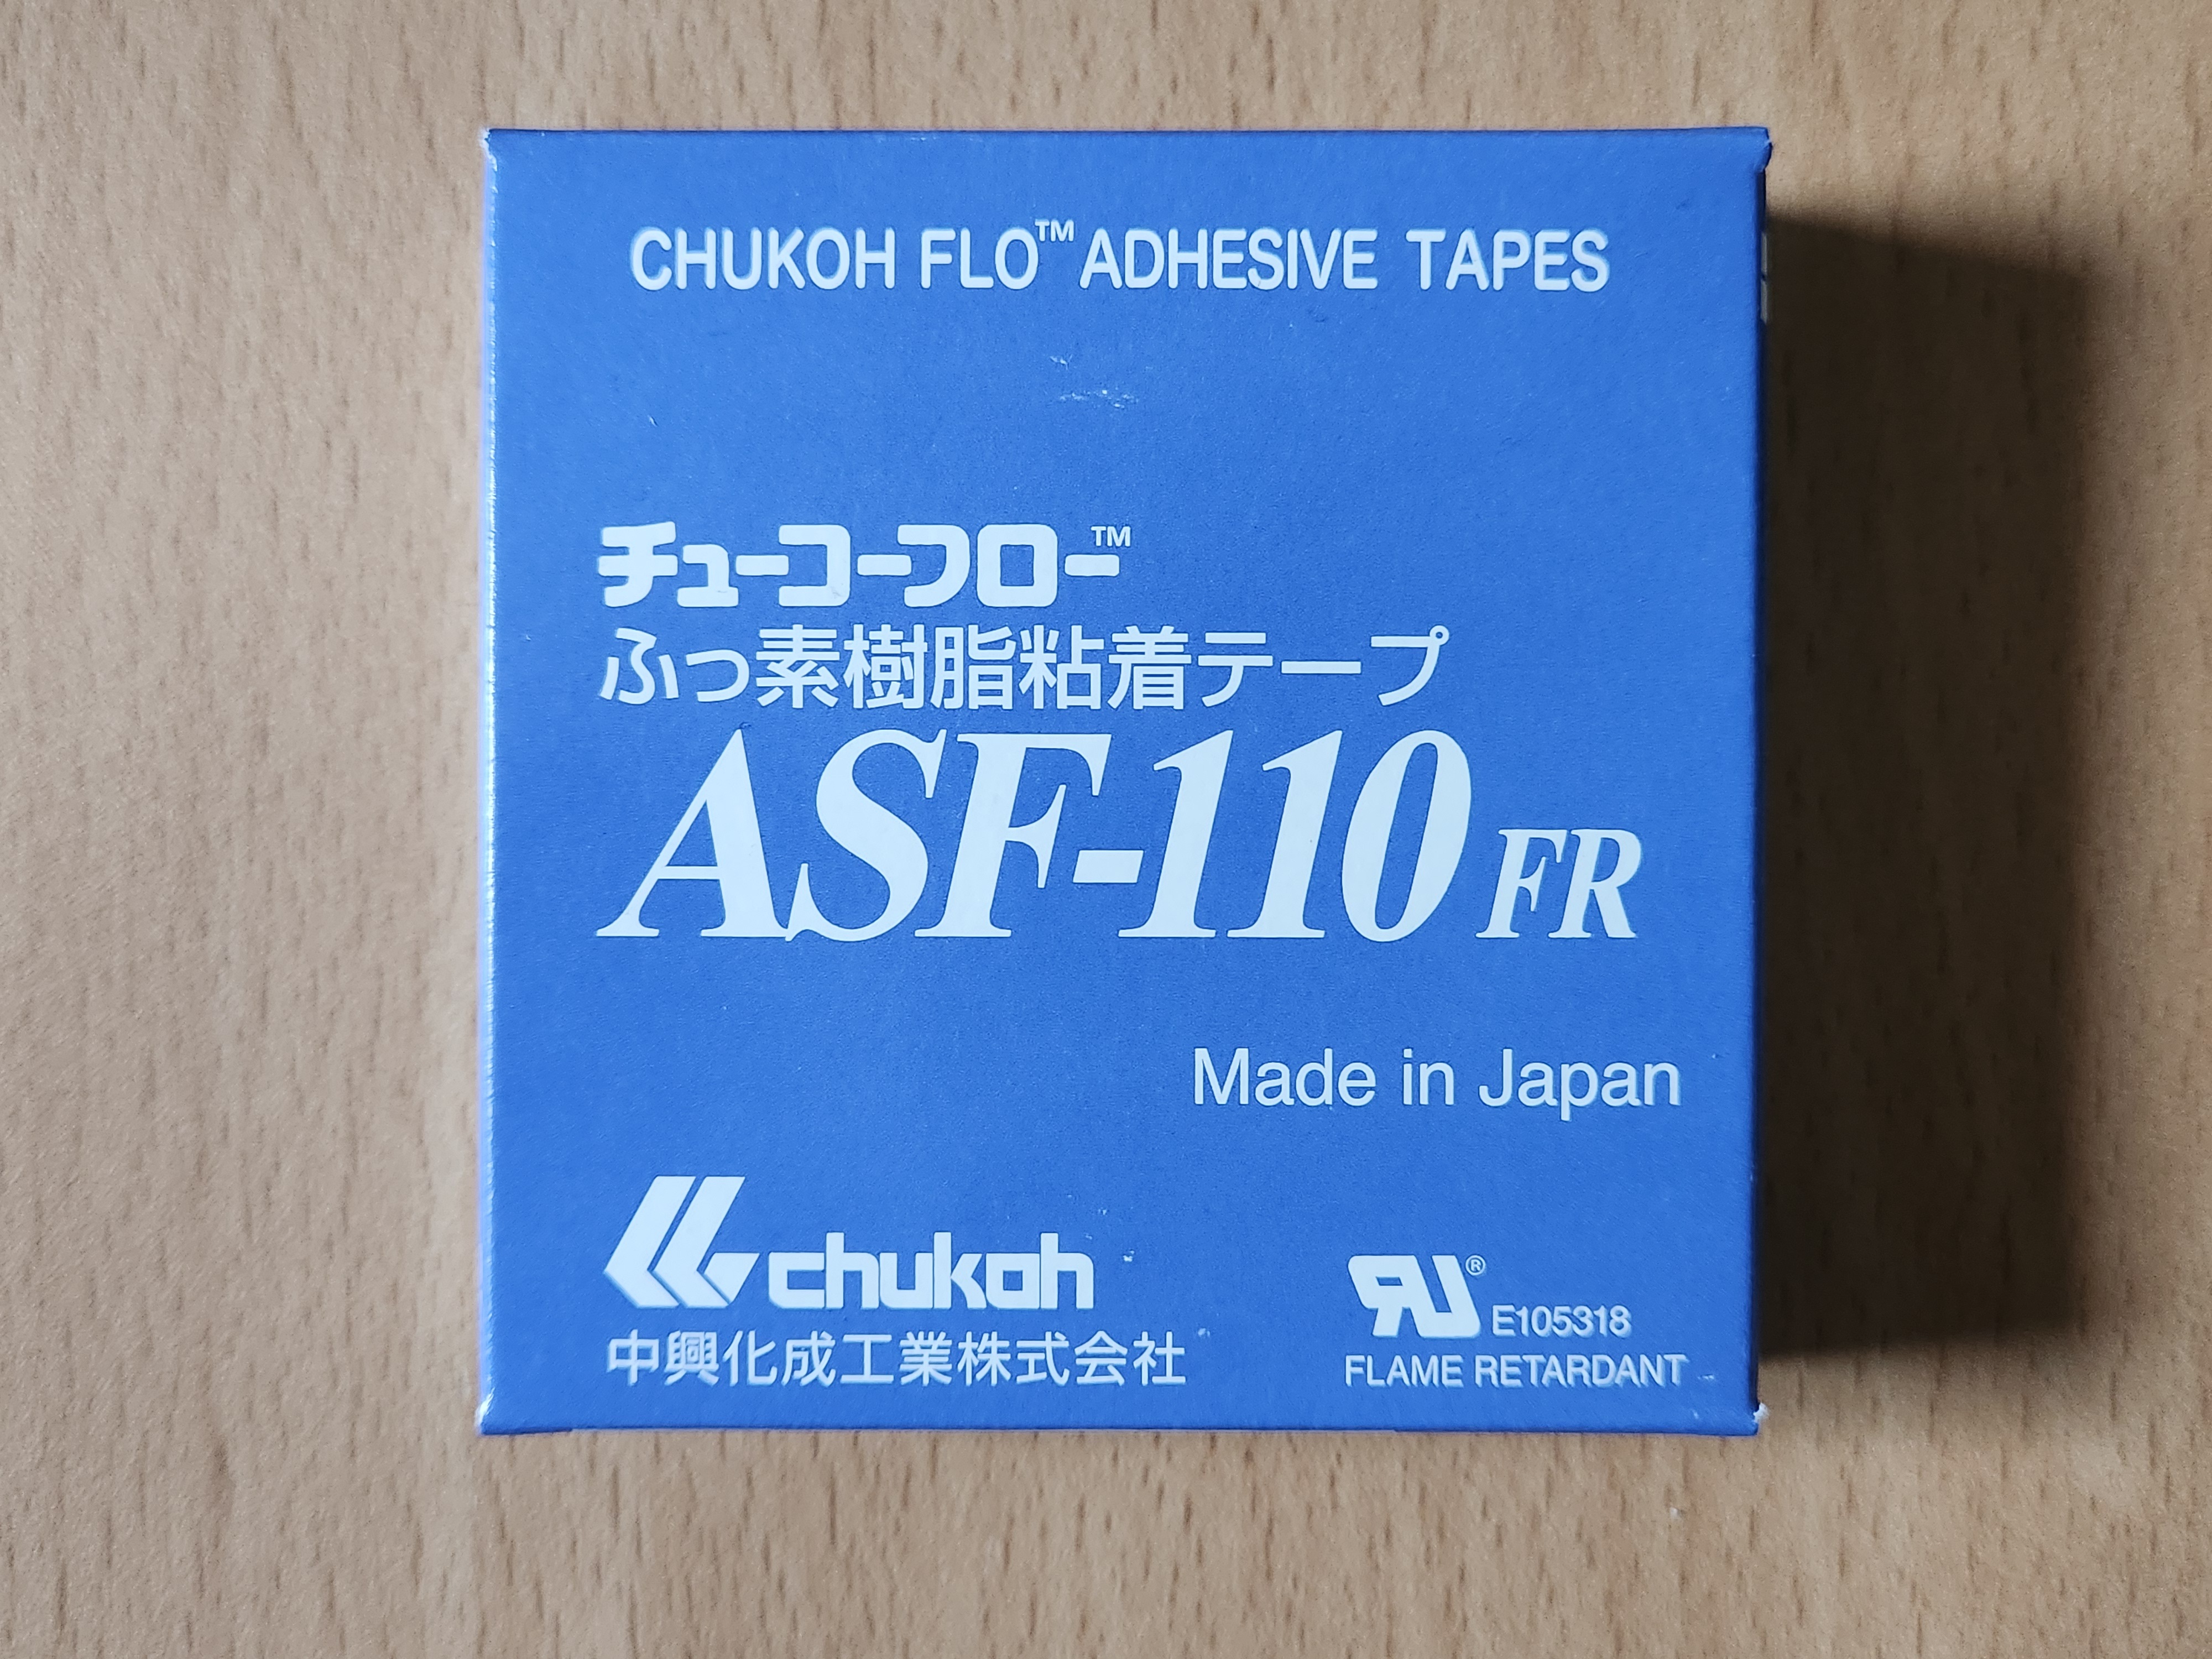 CHUKOH FLO™ ADHESIVE TAPES
チューコーフロー™
ふっ素樹脂粘着テープ
ASF-110 FR
Made in Japan
chukoh
中興化成工業株式会社
RU® E105318
FLAME RETARDANT